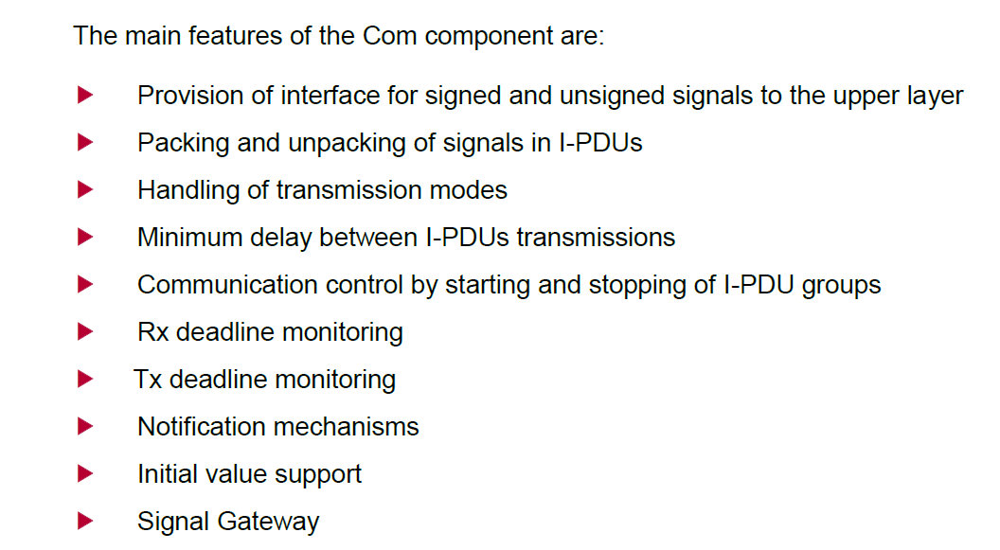 The main features of the Com component are:
Provision of interface for signed and unsigned signals to the upper layer
Packing and unpacking of signals in I-PDUs
Handling of transmission modes
Minimum delay between I-PDUs transmissions
Communication control by starting and stopping of I-PDU groups
Rx deadline monitoring
Tx deadline monitoring
Notification mechanisms
Initial value support
Signal Gateway